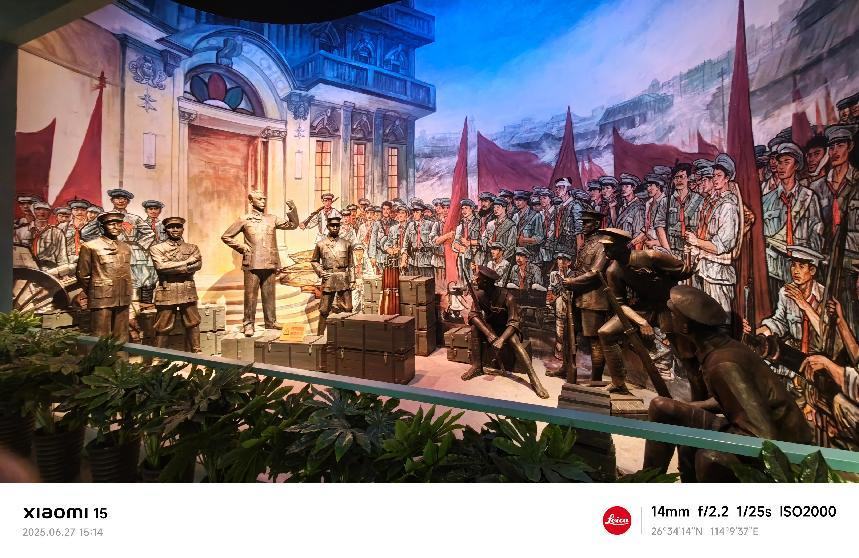 XIAOMI 15
2025.06.27 15:14
Leica
14mm f/2.2 1/25s ISO2000
26°34'14"N 114°9'37"E